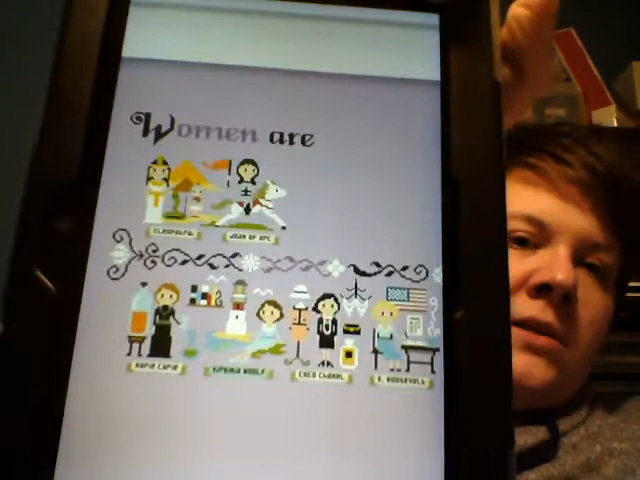 Women are
CLEOPATRA
JOAN OF ARC
MARIE CURIE
VIRGINIA WOOLF
COCO CHANEL
E. ROOSEVELT